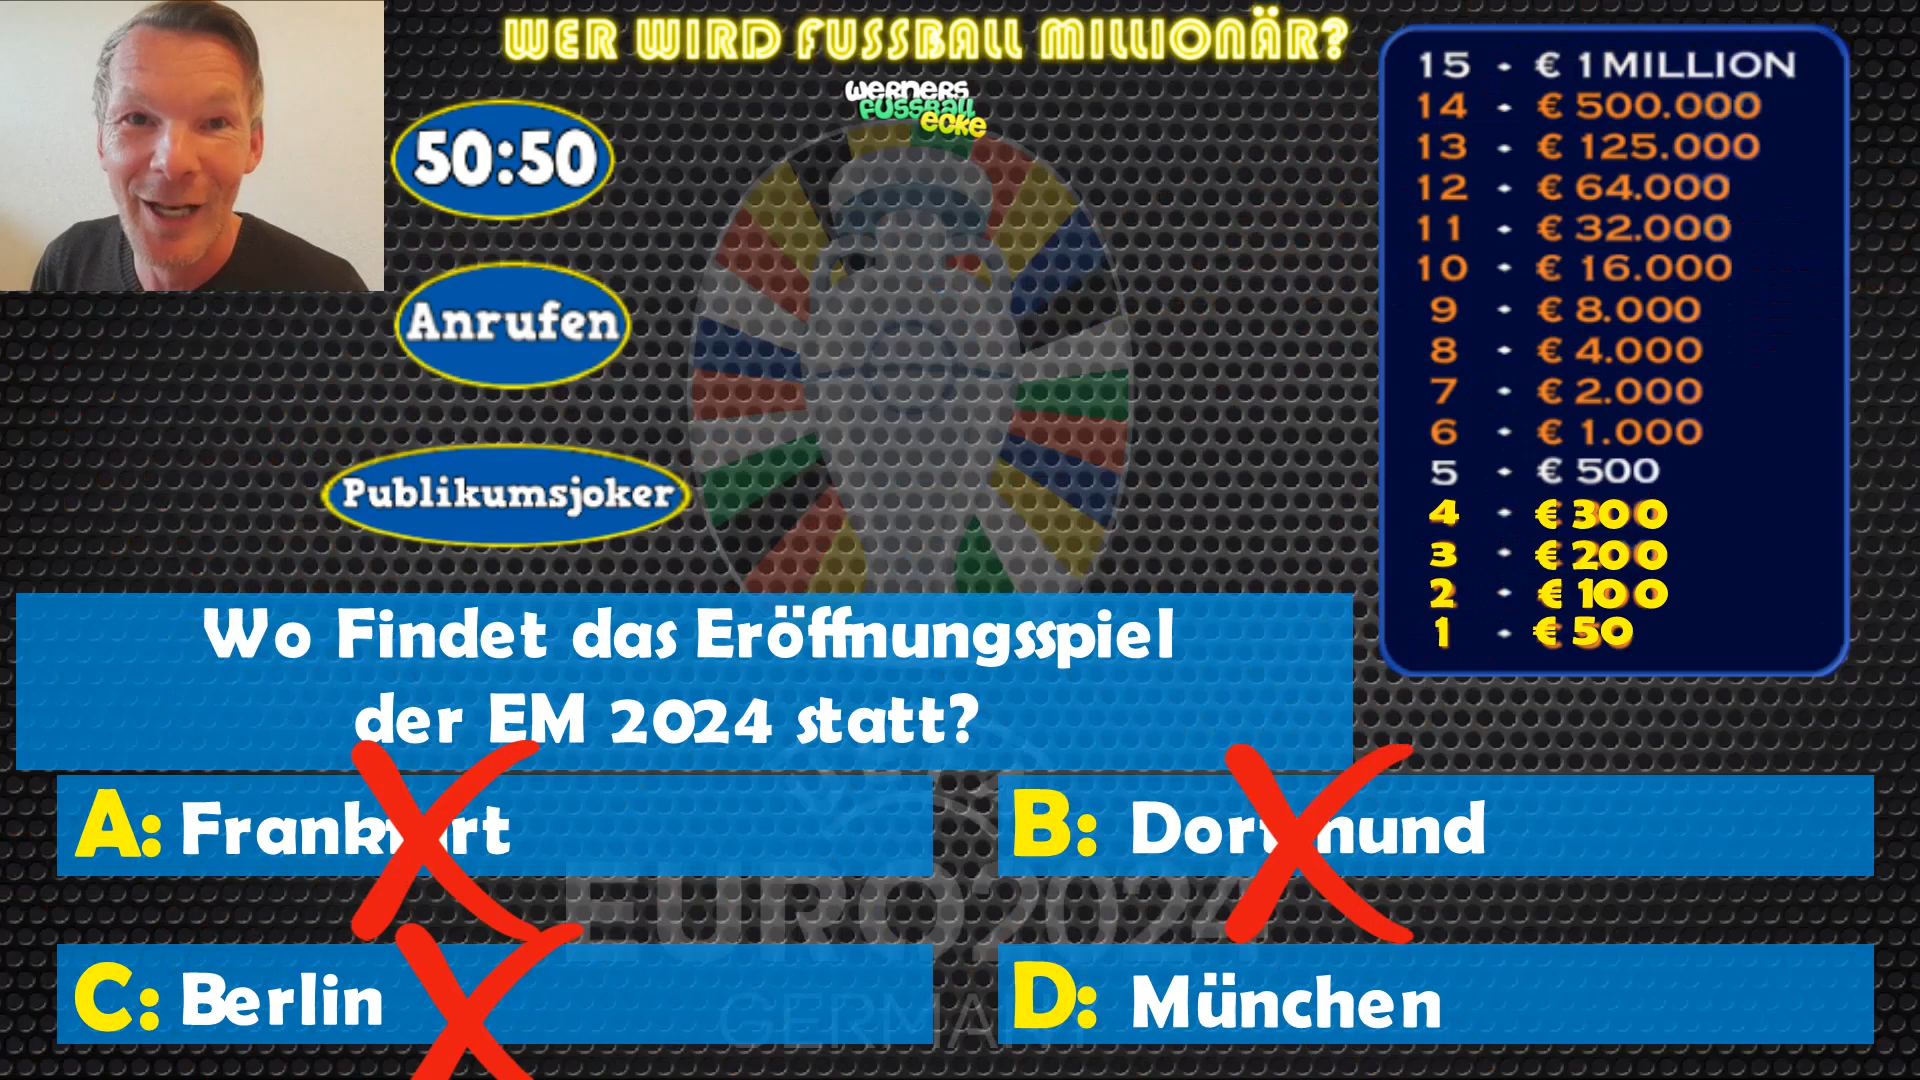 WER WIRD FUSSBALL MILLIONÄR?
werners
FUSSBALL
ecke
50:50
Anrufen
Publikumsjoker
15 · € 1 MILLION
14 · € 500.000
13 · € 125.000
12 · € 64.000
11 · € 32.000
10 · € 16.000
9 · € 8.000
8 · € 4.000
7 · € 2.000
6 · € 1.000
5 · € 500
4 · € 300
3 · € 200
2 · € 100
1 · € 50
Wo Findet das Eröffnungsspiel
der EM 2024 statt?
A: Frankfurt
B: Dortmund
EURO2024
C: Berlin
D: München
GERMANY